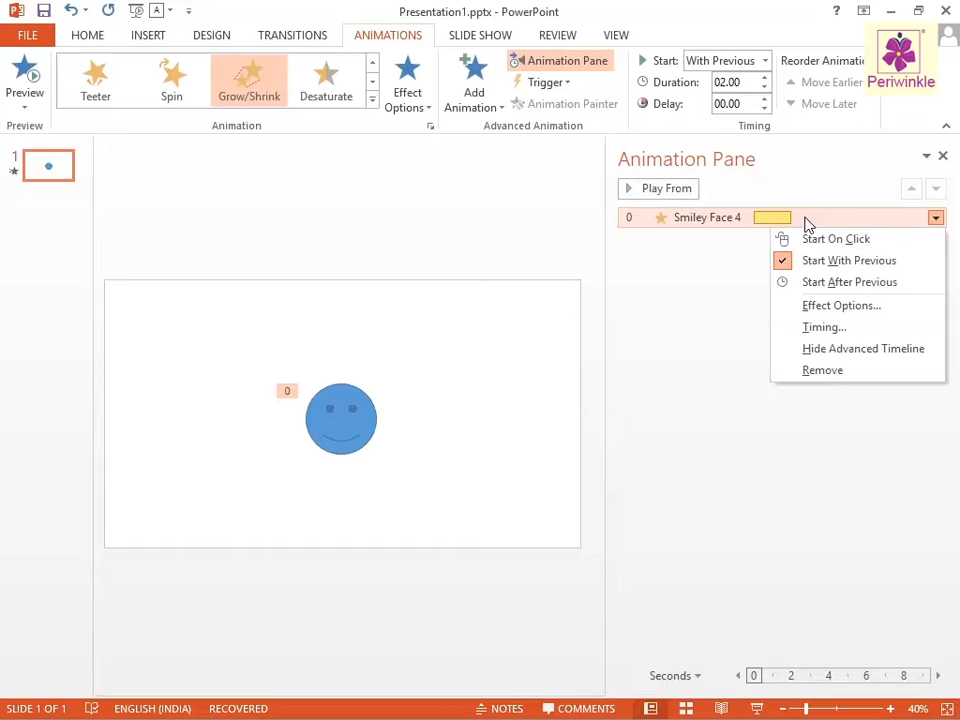 Presentation1.pptx - PowerPoint
A
?
FILE HOME INSERT DESIGN TRANSITIONS ANIMATIONS SLIDE SHOW REVIEW VIEW
Periwinkle
Preview
Teeter Spin Grow/Shrink Desaturate
Effect Options
Add Animation
Animation Pane
Trigger
Animation Painter
Start: With Previous
Duration: 02.00
Delay: 00.00
Reorder Animation
Move Earlier
Move Later
Preview Animation Advanced Animation Timing
1
Animation Pane
Play From
0 Smiley Face 4
Start On Click
Start With Previous
Start After Previous
Effect Options...
Timing...
Hide Advanced Timeline
Remove
0
Seconds 0 2 4 6 8
SLIDE 1 OF 1 ENGLISH (INDIA) RECOVERED NOTES COMMENTS 40%